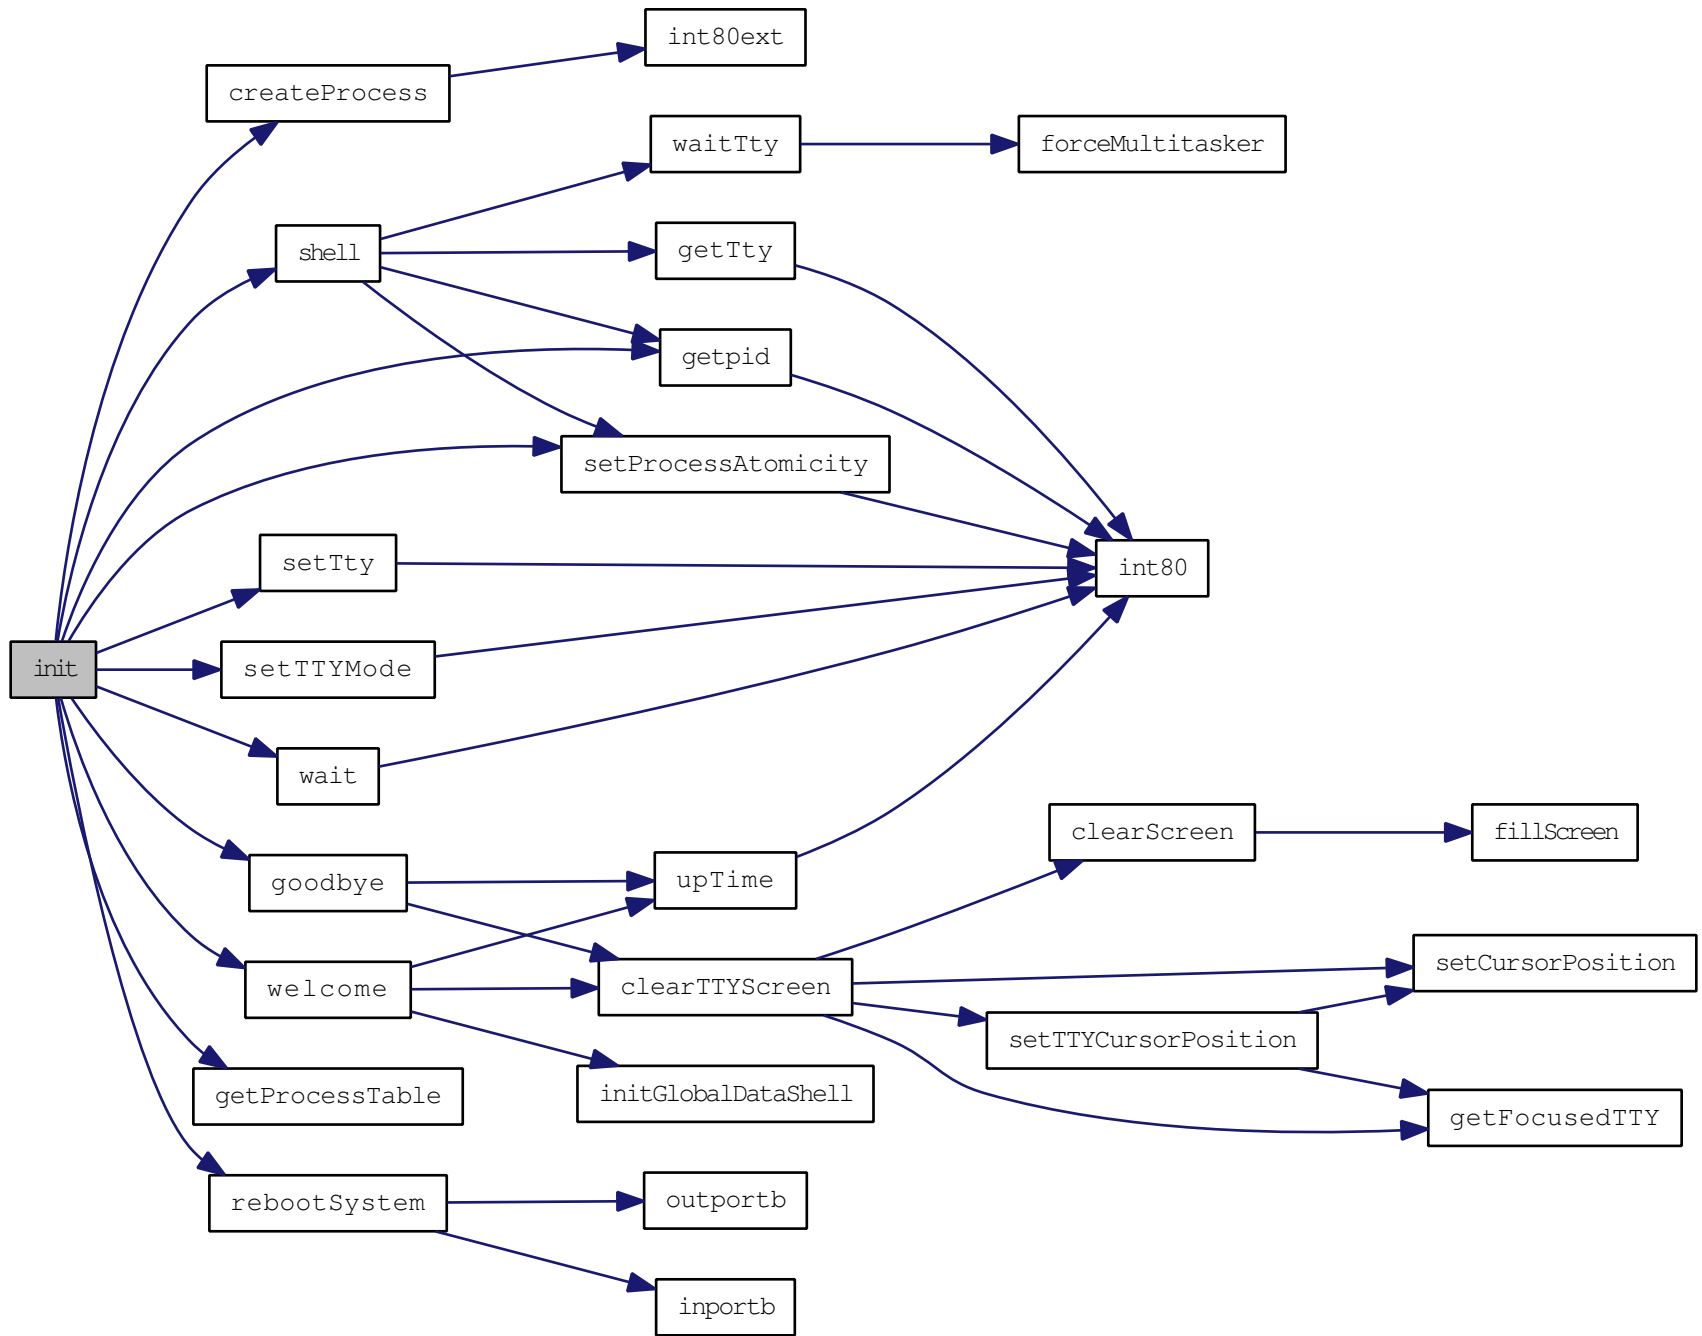 int80ext
createProcess
waitTty
forceMultitasker
shell
getTty
getpid
setProcessAtomicity
setTty
int80
init
setTTYMode
wait
clearScreen
fillScreen
goodbye
upTime
setCursorPosition
welcome
clearTTYScreen
setTTYCursorPosition
getProcessTable
initGlobalDataShell
getFocusedTTY
rebootSystem
outportb
inportb